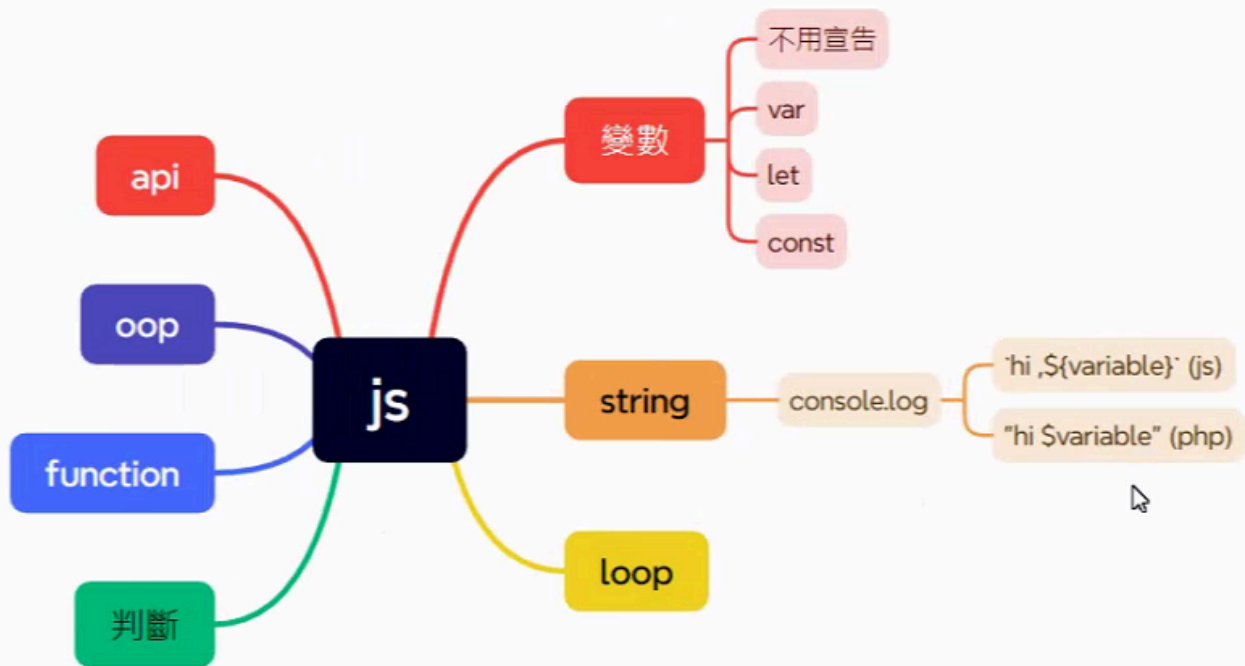 js
變數
不用宣告
var
let
const
string
console.log
`hi ,${variable}` (js)
"hi $variable" (php)
loop
api
oop
function
判斷